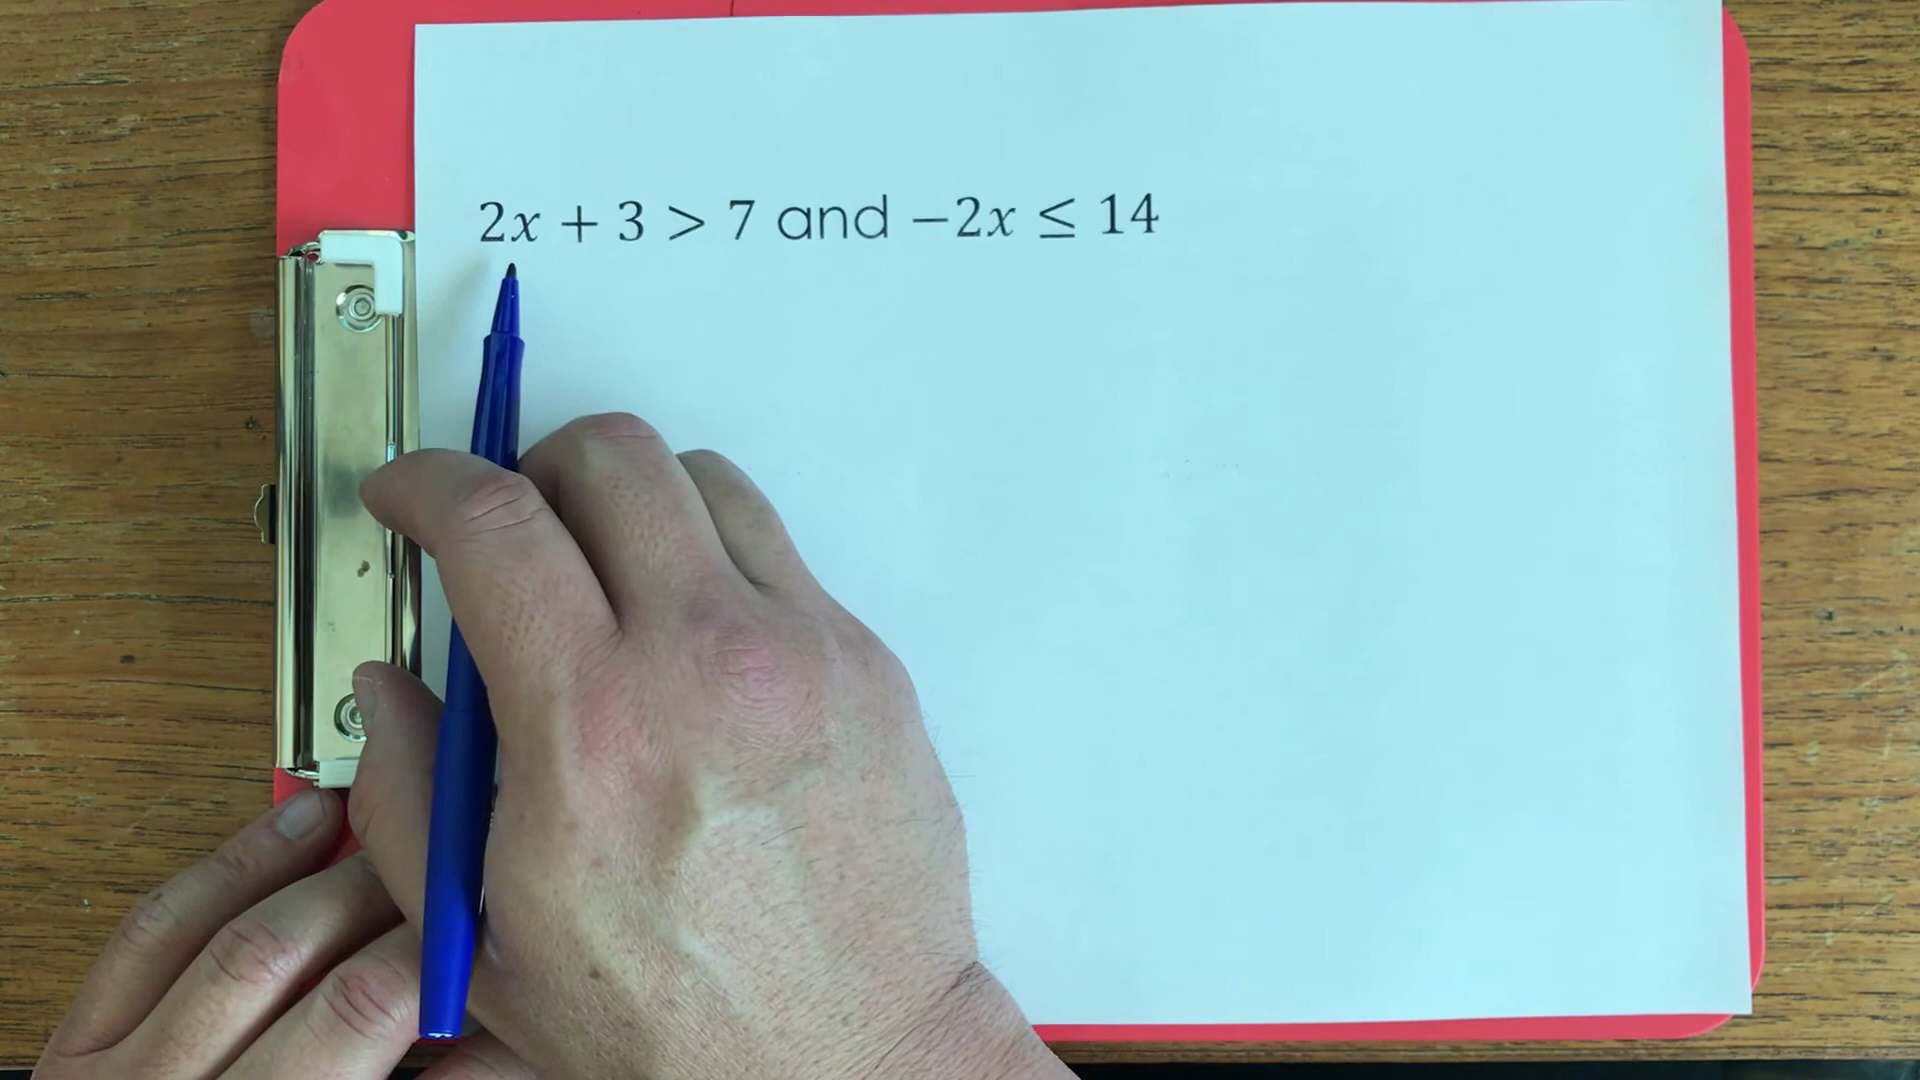 2x + 3 > 7 and −2x ≤ 14